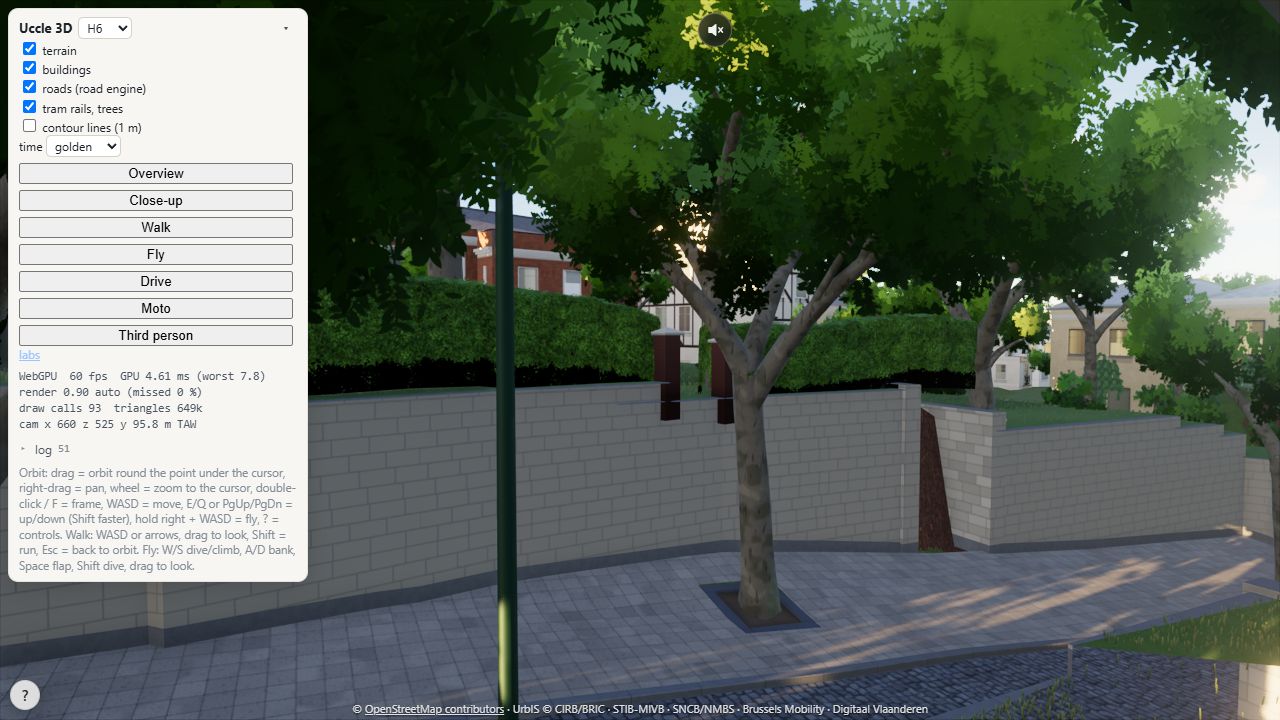 Uccle 3D H6
terrain
buildings
roads (road engine)
tram rails, trees
contour lines (1 m)
time golden
Overview
Close-up
Walk
Fly
Drive
Moto
Third person
labs
WebGPU 60 fps GPU 4.61 ms (worst 7.8)
render 0.90 auto (missed 0 %)
draw calls 93 triangles 649k
cam x 660 z 525 y 95.8 m TAW
log 51
Orbit: drag = orbit round the point under the cursor,
right-drag = pan, wheel = zoom to the cursor, double-
click / F = frame, WASD = move, E/Q or PgUp/PgDn =
up/down (Shift faster), hold right + WASD = fly, ? =
controls. Walk: WASD or arrows, drag to look, Shift =
run, Esc = back to orbit. Fly: W/S dive/climb, A/D bank,
Space flap, Shift dive, drag to look.
?
© OpenStreetMap contributors · UrbIS © CIRB/BRIC · STIB-MIVB · SNCB/NMBS · Brussels Mobility · Digitaal Vlaanderen